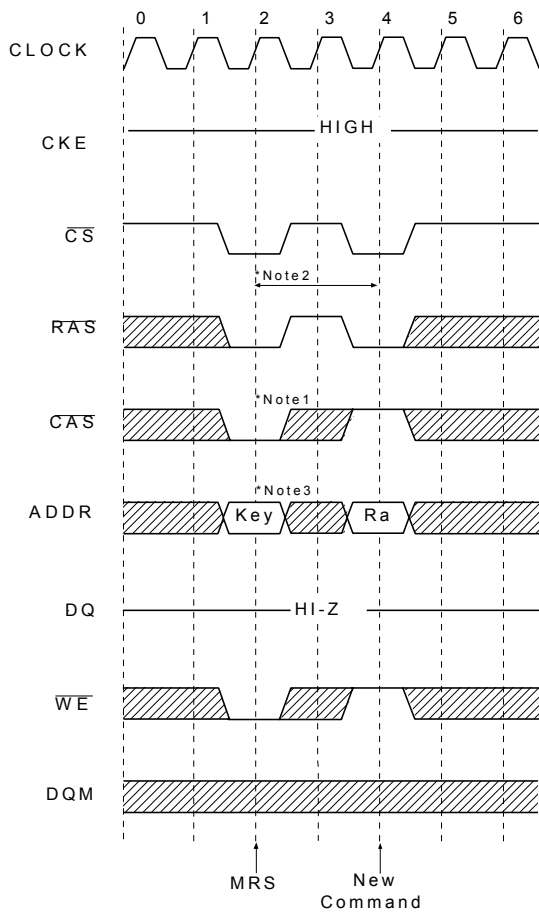 0 1 2 3 4 5 6
CLOCK
HIGH
CKE
CS
*Note2
RAS
*Note1
CAS
*Note3
ADDR Key Ra
DQ HI-Z
WE
DQM
MRS New
Command